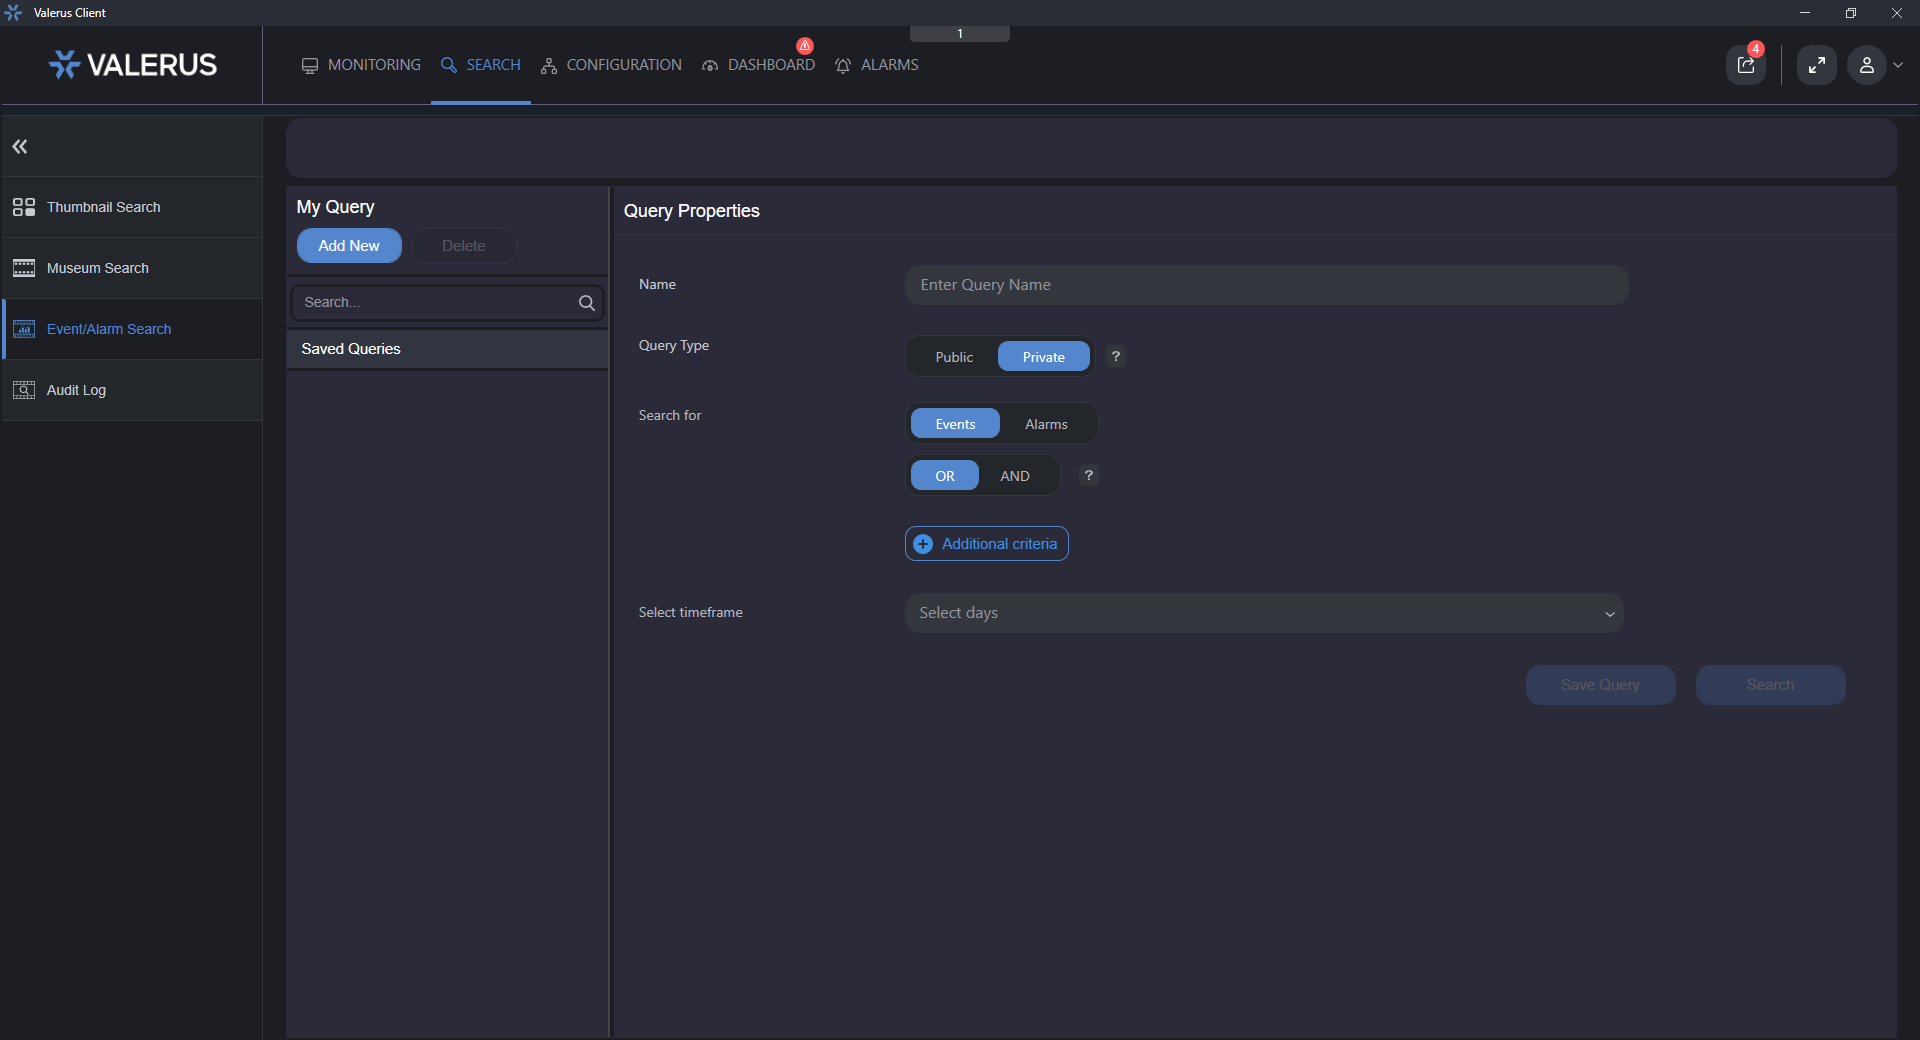 Valerus Client
1
VALERUS
MONITORING
SEARCH
CONFIGURATION
DASHBOARD
ALARMS
4
Thumbnail Search
Museum Search
Event/Alarm Search
Audit Log
My Query
Add New
Delete
Search...
Saved Queries
Query Properties
Name
Enter Query Name
Query Type
Public
Private
?
Search for
Events
Alarms
OR
AND
?
Additional criteria
Select timeframe
Select days
Save Query
Search